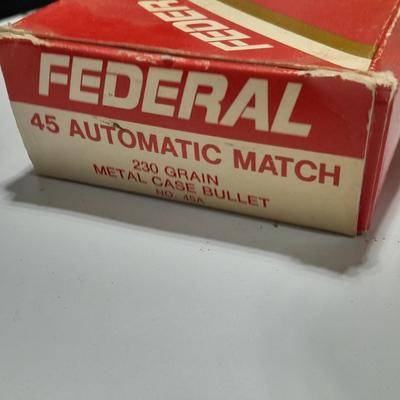 FEDER
FEDERAL
45 AUTOMATIC MATCH
230 GRAIN
METAL CASE BULLET
NO. 45A